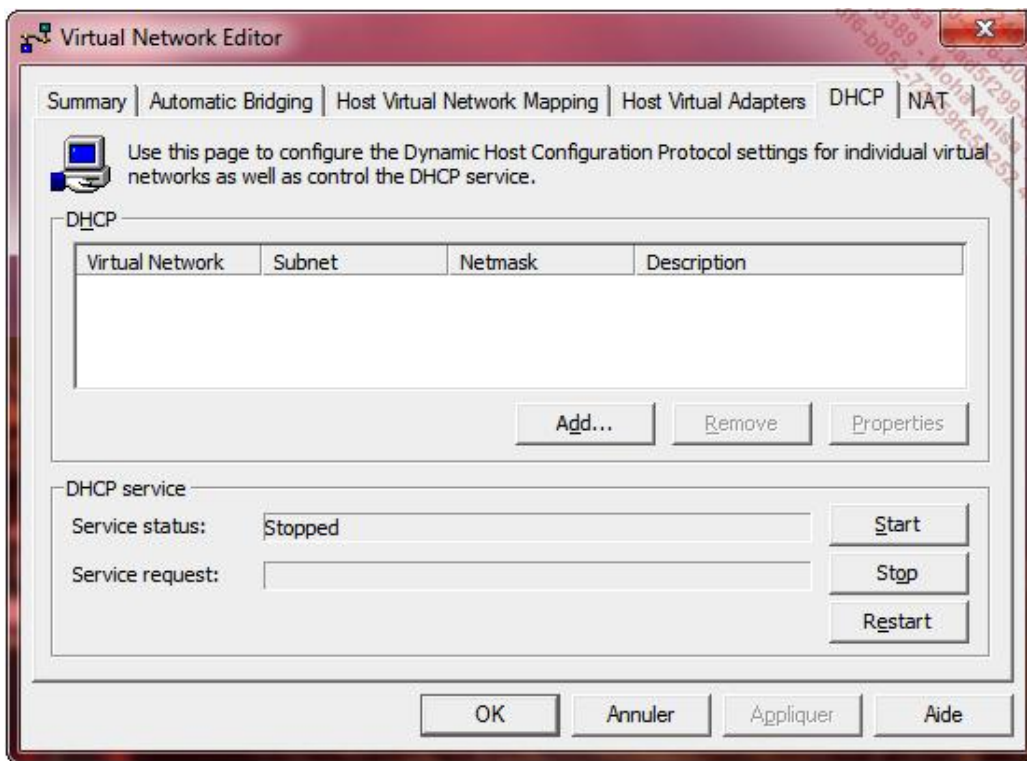 Virtual Network Editor
Summary
Automatic Bridging
Host Virtual Network Mapping
Host Virtual Adapters
DHCP
NAT
Use this page to configure the Dynamic Host Configuration Protocol settings for individual virtual
networks as well as control the DHCP service.
DHCP
Virtual Network
Subnet
Netmask
Description
Add...
Remove
Properties
DHCP service
Service status:
Stopped
Start
Service request:
Stop
Restart
OK
Annuler
Appliquer
Aide
Moha Anisa